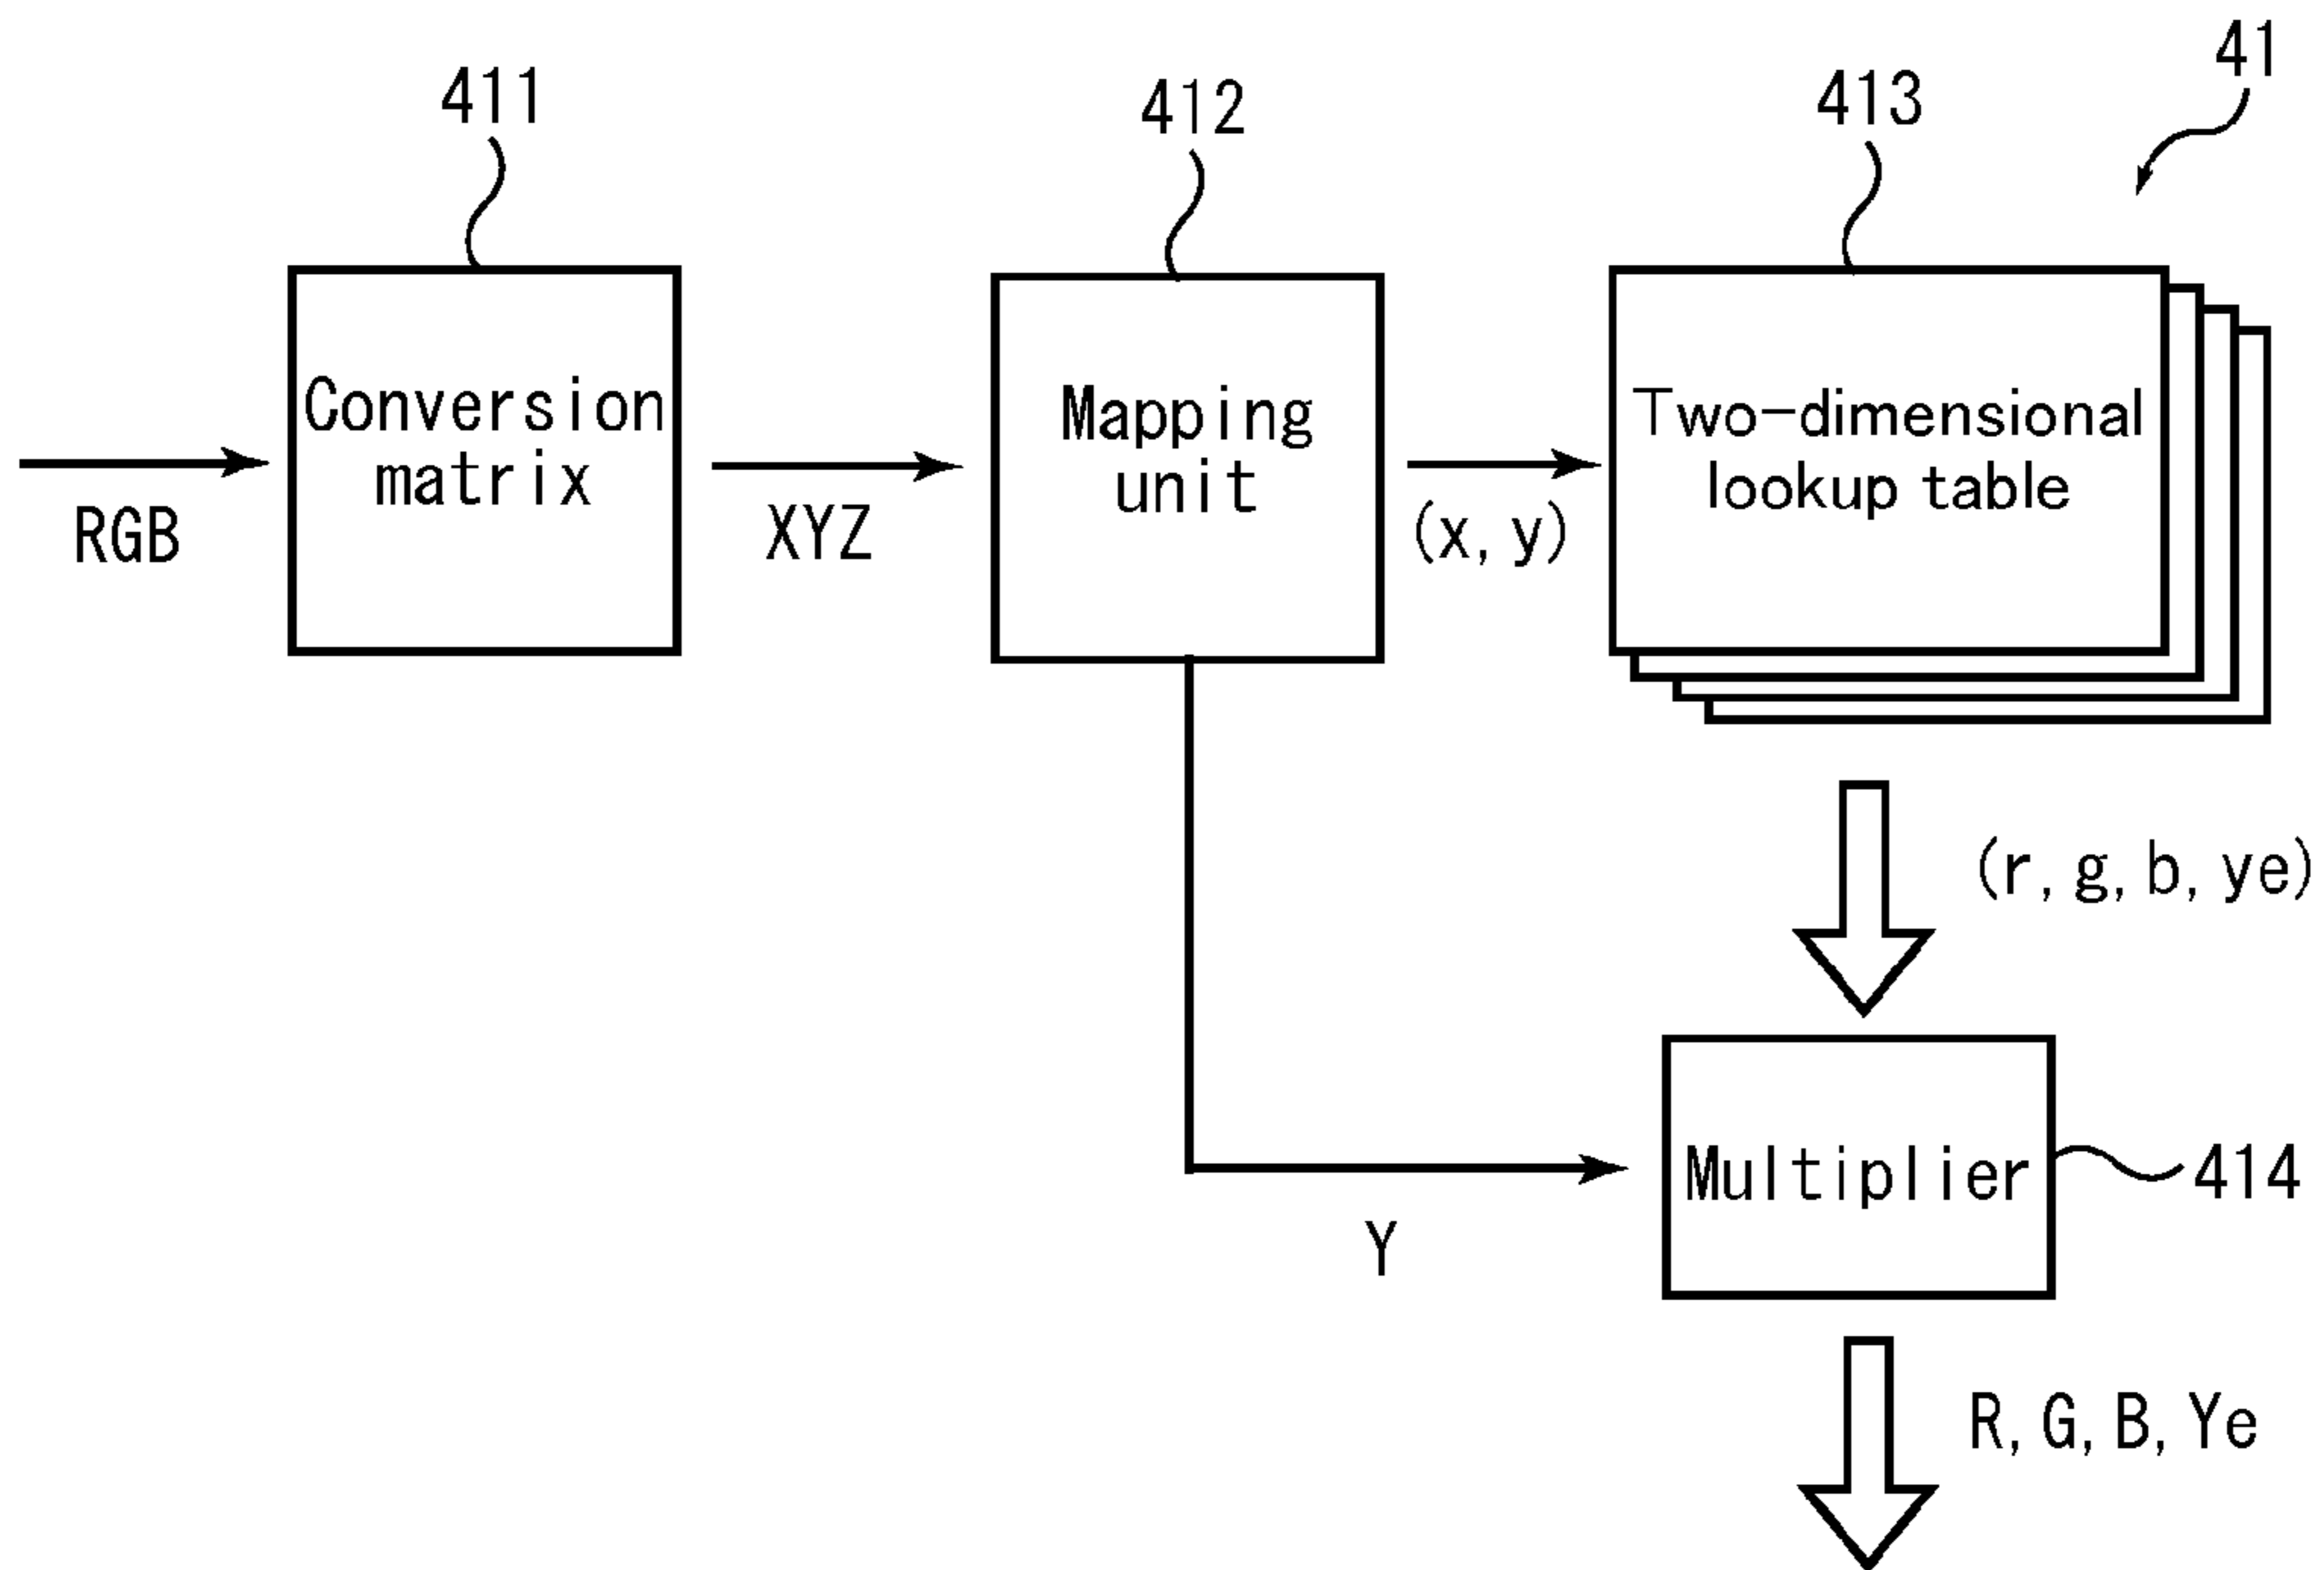 41
411
412
413
Conversion
matrix
Mapping
unit
Two-dimensional
lookup table
RGB
XYZ
(x, y)
(r, g, b, ye)
Multiplier
414
Y
R, G, B, Ye